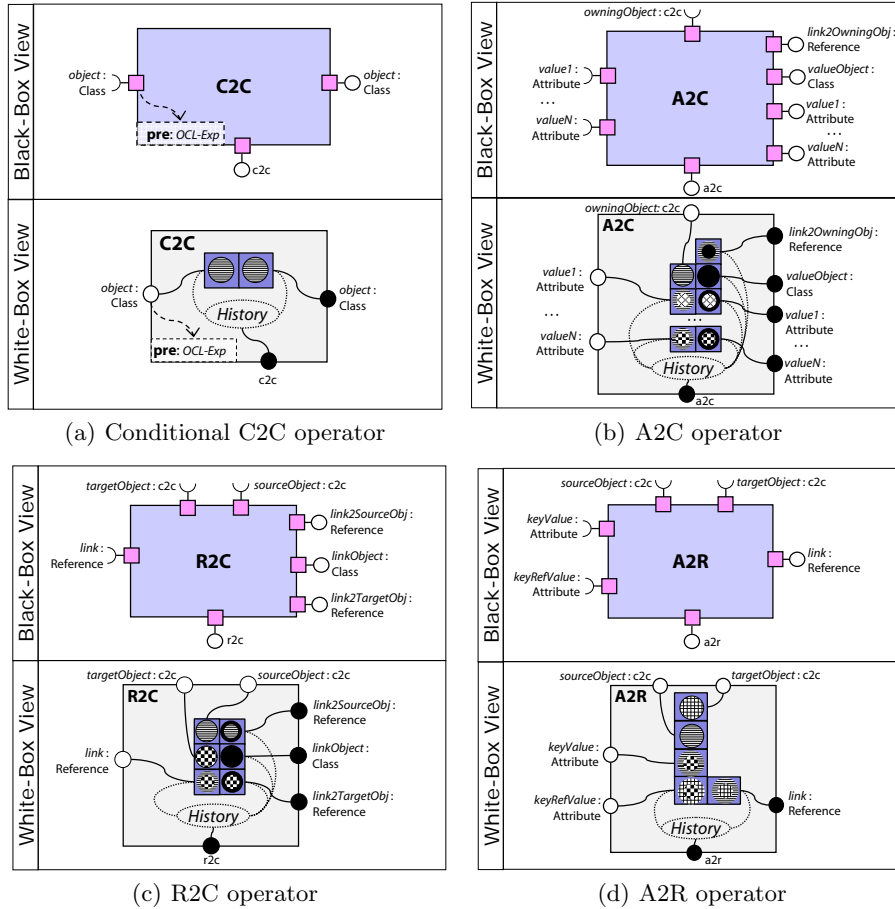 Black-Box View
object :
Class
C2C
object :
Class
pre: OCL-Exp
c2c
White-Box View
C2C
object :
Class
object :
Class
History
pre: OCL-Exp
c2c
(a) Conditional C2C operator
Black-Box View
owningObject: c2c
link2OwningObj:
Reference
value1 :
Attribute
...
valueN :
Attribute
A2C
valueObject :
Class
value1 :
Attribute
...
valueN :
Attribute
a2c
White-Box View
owningObject: c2c
A2C
link2OwningObj :
Reference
value1 :
Attribute
...
valueN :
Attribute
valueObject :
Class
value1 :
Attribute
...
...
valueN :
Attribute
History
a2c
(b) A2C operator
Black-Box View
targetObject : c2c
sourceObject : c2c
link :
Reference
R2C
link2SourceObj :
Reference
linkObject :
Class
link2TargetObj :
Reference
r2c
White-Box View
targetObject : c2c
sourceObject : c2c
R2C
link :
Reference
link2SourceObj :
Reference
linkObject :
Class
link2TargetObj :
Reference
History
r2c
(c) R2C operator
Black-Box View
sourceObject : c2c
targetObject : c2c
keyValue :
Attribute
keyRefValue :
Attribute
A2R
link :
Reference
a2r
White-Box View
sourceObject : c2c
targetObject : c2c
A2R
keyValue :
Attribute
keyRefValue :
Attribute
link :
Reference
History
a2r
(d) A2R operator